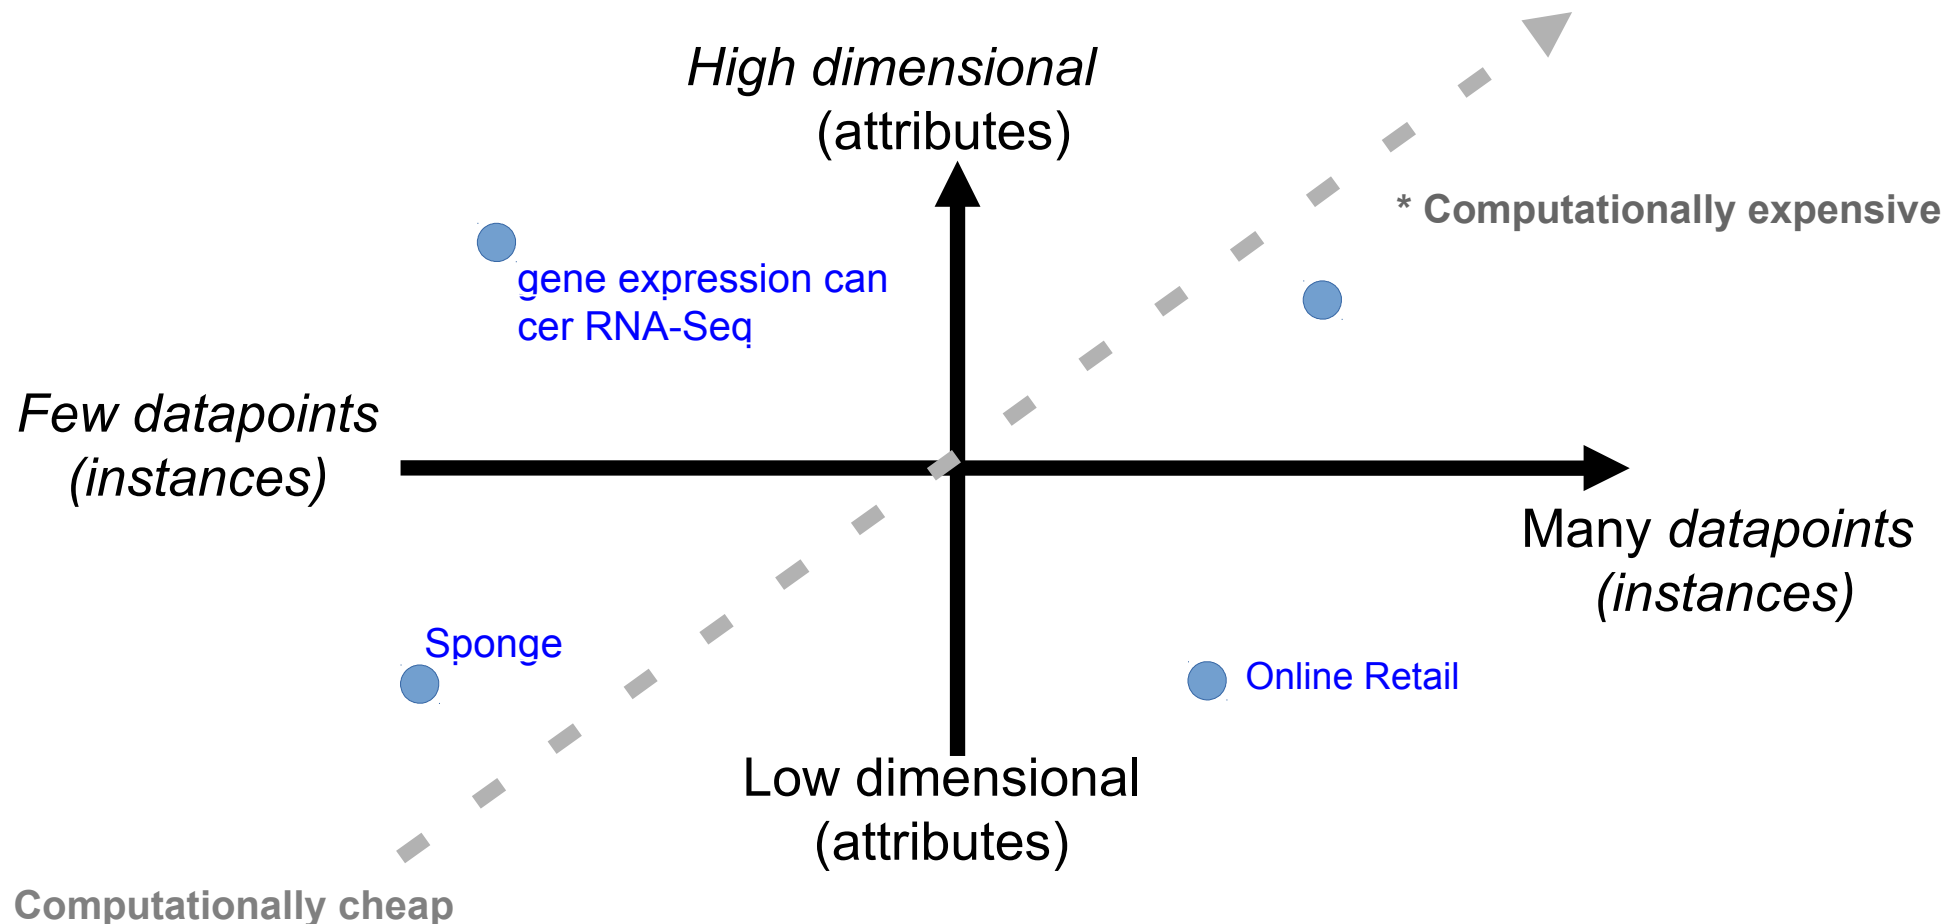 High dimensional
(attributes)
* Computationally expensive
gene expression can
cer RNA-Seq
Few datapoints
(instances)
Many datapoints
(instances)
Sponge
Online Retail
Low dimensional
(attributes)
Computationally cheap